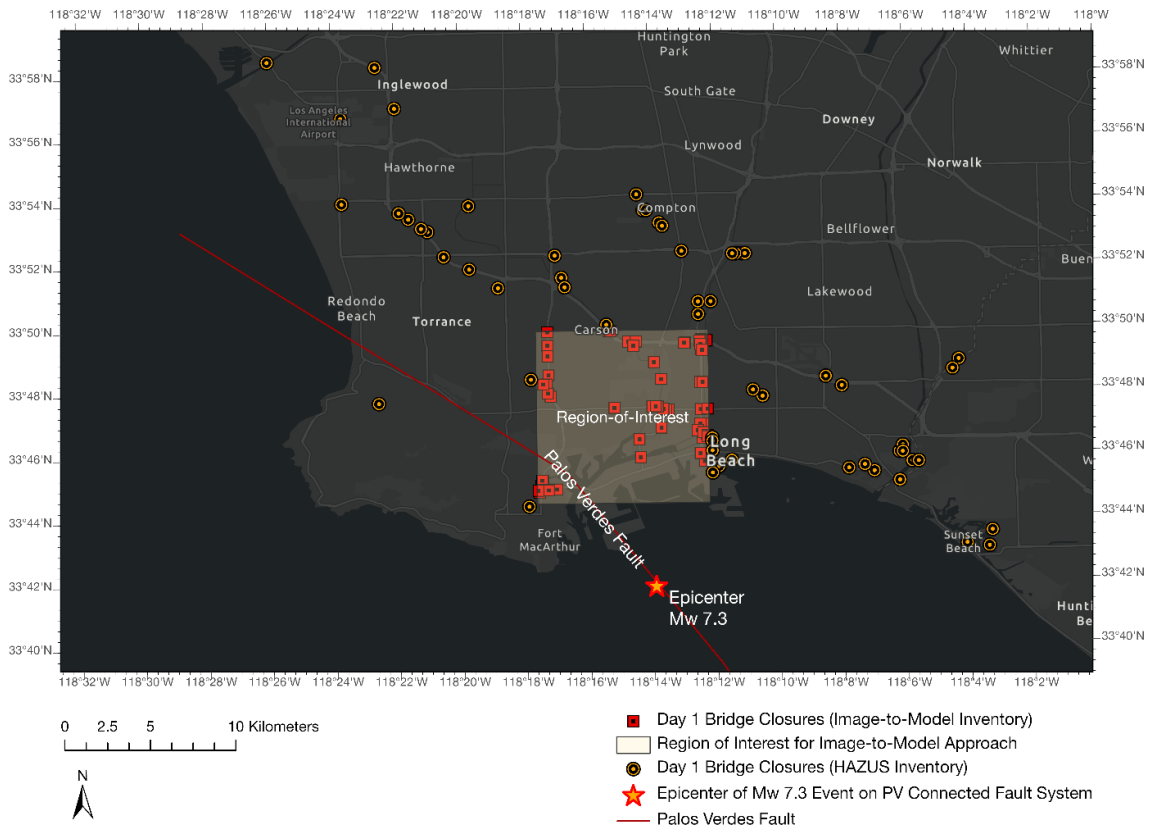 118°32'W 118°30'W 118°28'W 118°26'W 118°24'W 118°22'W 118°20'W 118°18'W 118°16'W 118°14'W 118°12'W 118°10'W 118°8'W 118°6'W 118°4'W 118°2'W 118°W
Huntington
Park
Whittier
33°58'N
33°58'N
Inglewood
South Gate
Los Angeles
International
Airport
Downey
33°56'N
33°56'N
Lynwood
Hawthorne
Norwalk
33°54'N
33°54'N
Compton
Bellflower
33°52'N
33°52'N
Buen
Redondo
Beach
Lakewood
Torrance
33°50'N
33°50'N
Carson
33°48'N
33°48'N
Region-of-Interest
Long
Beach
33°46'N
33°46'N
W
Palos Verdes Fault
33°44'N
33°44'N
Fort
MacArthur
Sunset
Beach
33°42'N
33°42'N
Epicenter
Mw 7.3
Hunti
Be
33°40'N
33°40'N
118°32'W 118°30'W 118°28'W 118°26'W 118°24'W 118°22'W 118°20'W 118°18'W 118°16'W 118°14'W 118°12'W 118°10'W 118°8'W 118°6'W 118°4'W 118°2'W
0 2.5 5 10 Kilometers
N
Day 1 Bridge Closures (Image-to-Model Inventory)
Region of Interest for Image-to-Model Approach
Day 1 Bridge Closures (HAZUS Inventory)
Epicenter of Mw 7.3 Event on PV Connected Fault System
Palos Verdes Fault